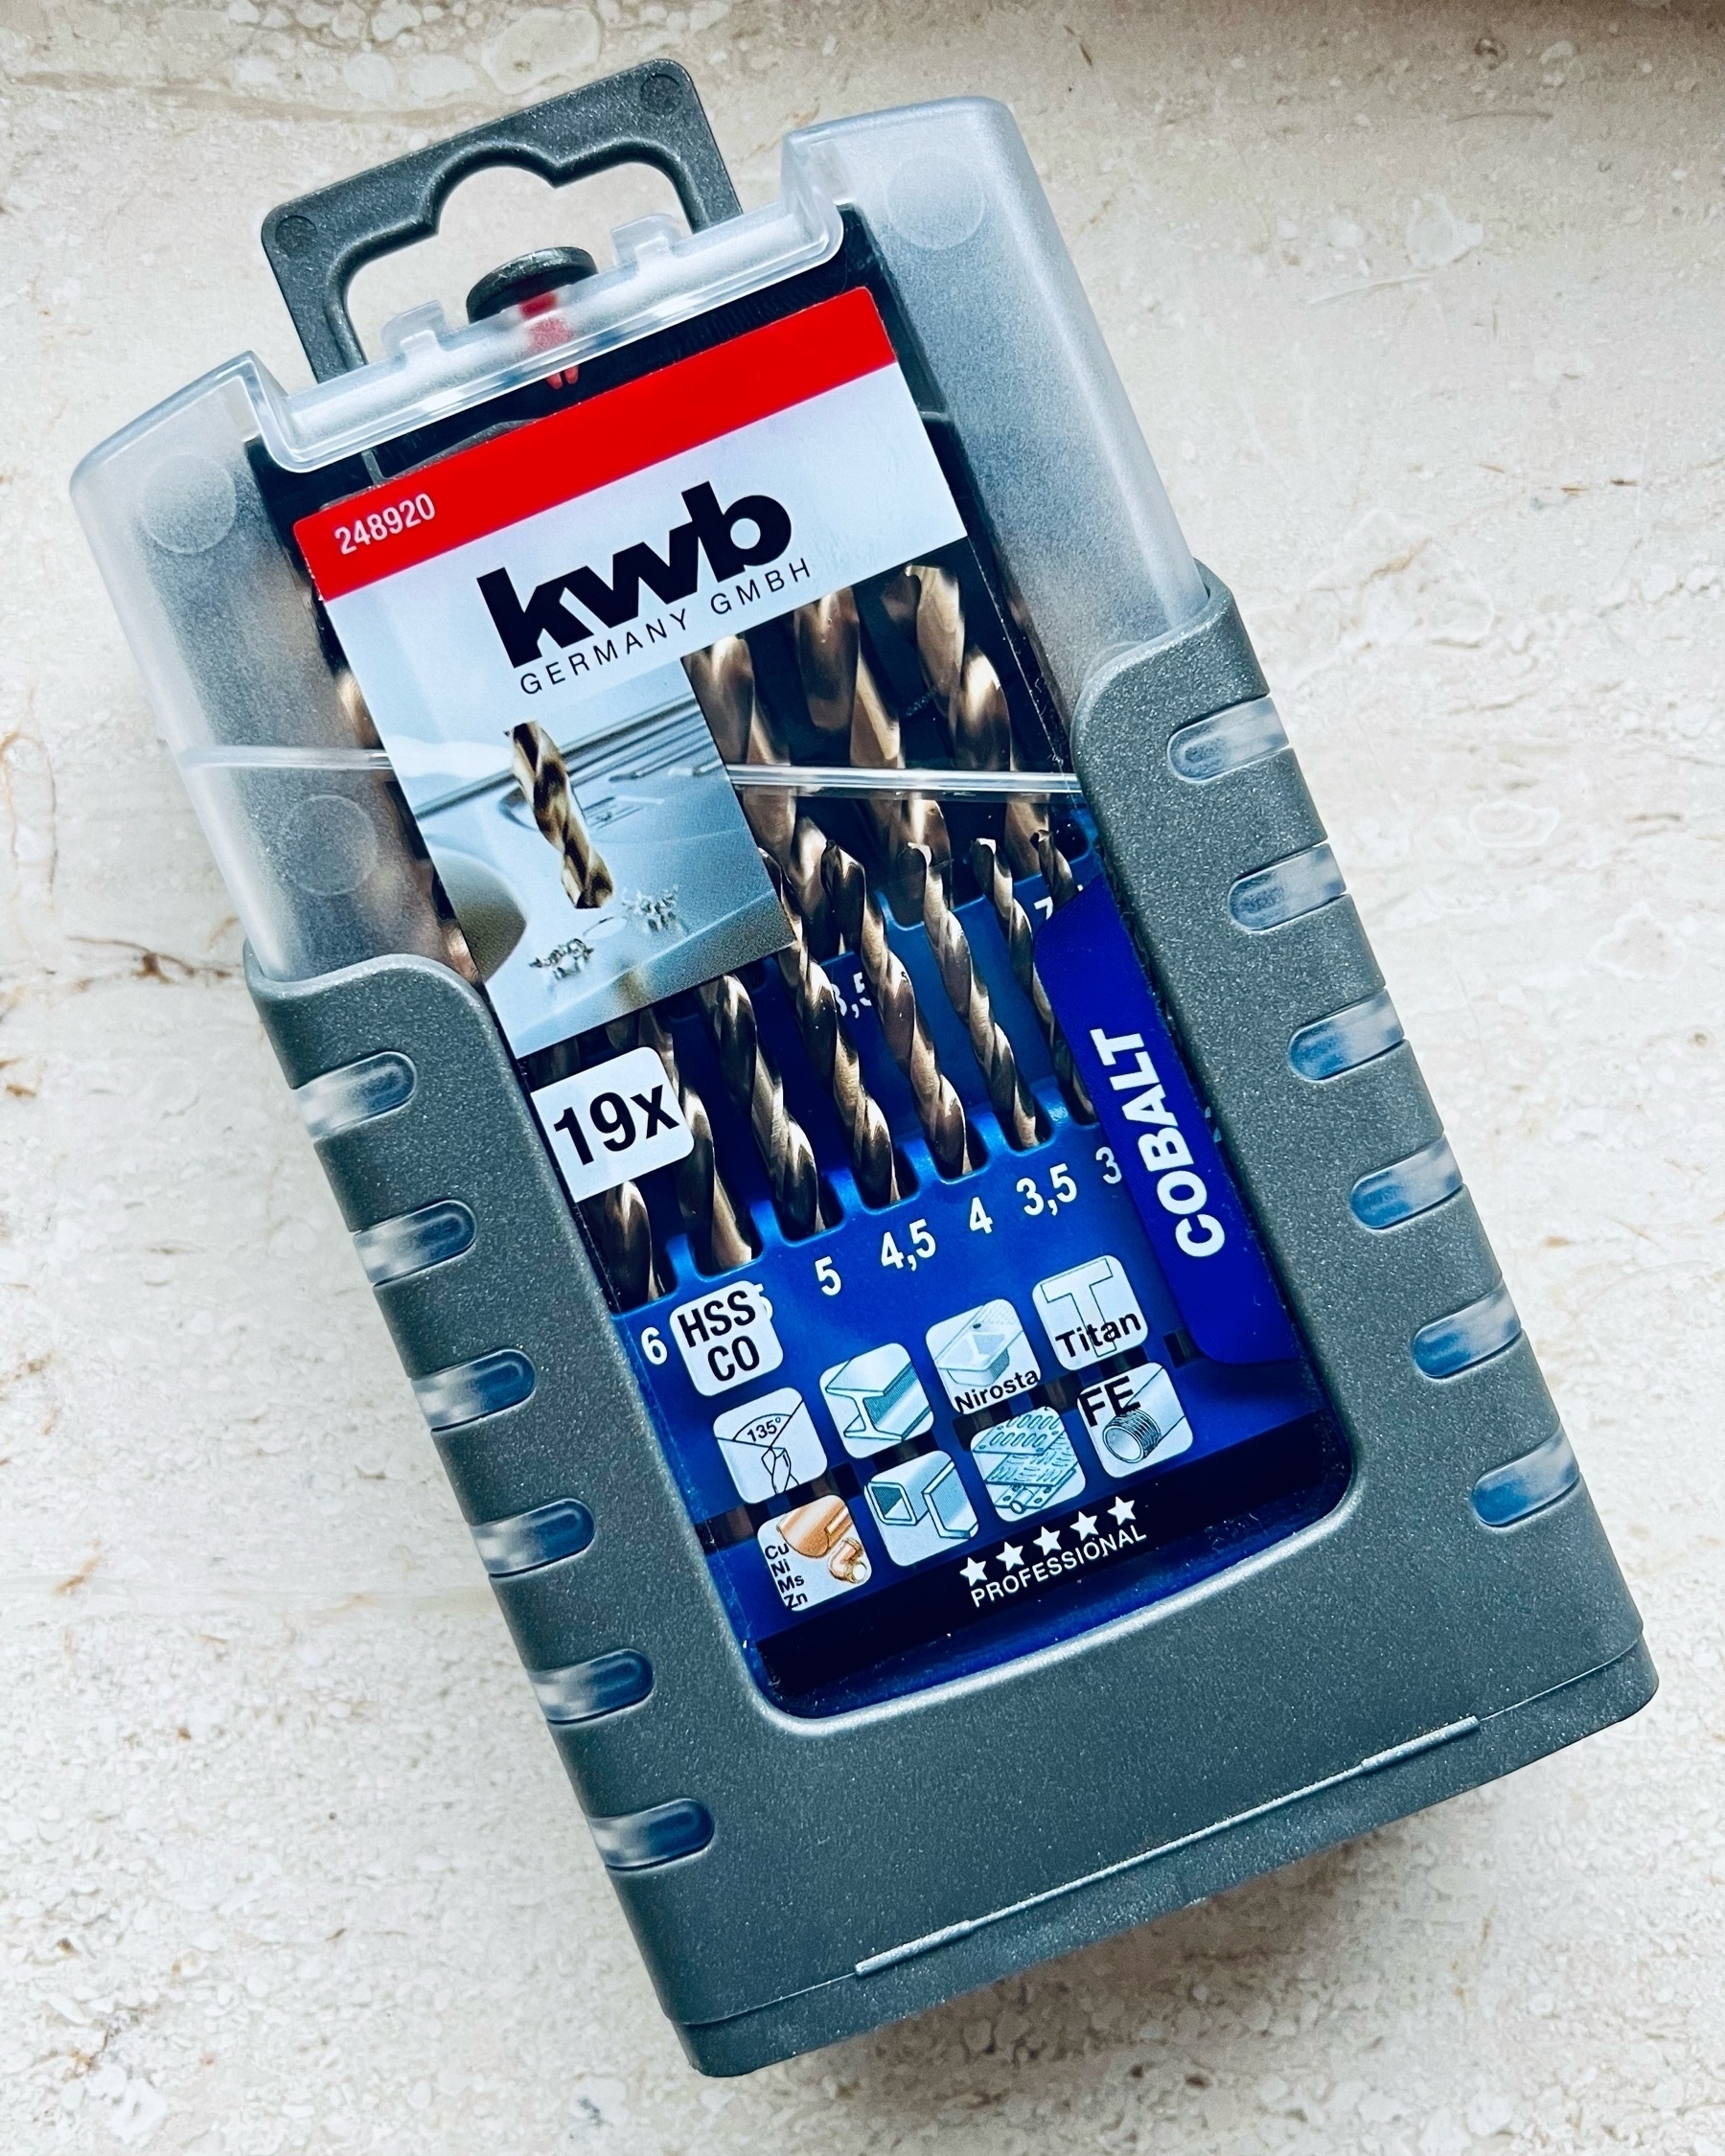 248920
kwb
GERMANY GMBH
19x
COBALT
6
5
4,5
4
3,5
3
HSS
CO
135°
Nirosta
Titan
FE
Cu
Ni
Ms
Zn
PROFESSIONAL